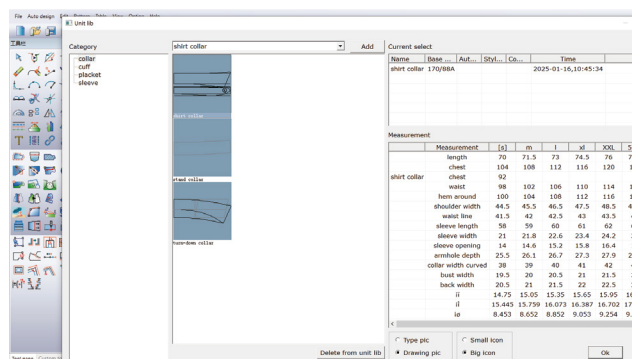 File Auto design Edit Pattern Table View Option Help
Unit lib
工具栏
Category
shirt collar
Add
collar
cuff
placket
sleeve
shirt collar
stand collar
turn-down collar
Delete from unit lib
Current select
Name Base ... Aut... Styl... Co... Time
shirt collar 170/88A 2025-01-16,10:45:34
Measurement
Measurement [s] m l xl XXL
length 70 71.5 73 74.5 76
chest 104 108 112 116 120
shirt collar chest 92
waist 98 102 106 110 114
hem around 100 104 108 112 116
shoulder width 44.5 45.5 46.5 47.5 48.5
waist line 41.5 42 42.5 43 43.5
sleeve length 58 59 60 61 62
sleeve width 21 21.8 22.6 23.4 24.2
sleeve opening 14 14.6 15.2 15.8 16.4
armhole depth 25.5 26.1 26.7 27.3 27.9
collar width curved 38 39 40 41 42
bust width 19.5 20 20.5 21 21.5
back width 20.5 21 21.5 22 22.5
14.75 15.05 15.35 15.65 15.95
15.445 15.759 16.073 16.387 16.702
8.453 8.652 8.852 9.053 9.254
Type pic Small icon
Drawing pic Big icon
Ok